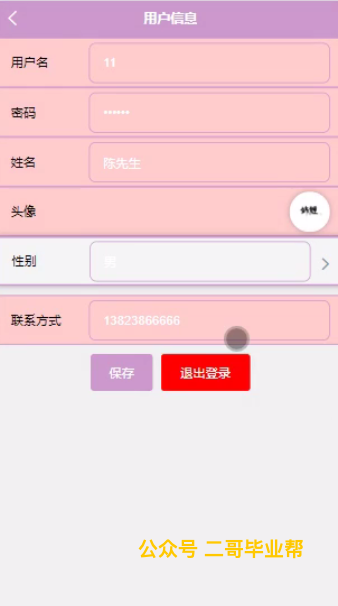 用户信息
用户名 11
密码 ••••••
姓名 陈先生
头像
性别 男
联系方式 13823866666
保存 退出登录
公众号 二哥毕业帮